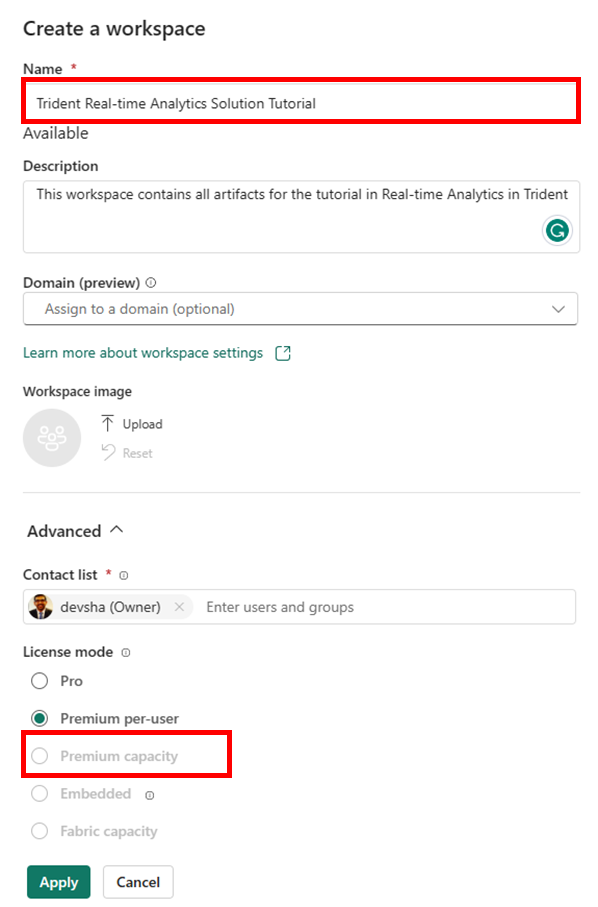 Create a workspace
Name *
Trident Real-time Analytics Solution Tutorial
Available
Description
This workspace contains all artifacts for the tutorial in Real-time Analytics in Trident
Domain (preview)
Assign to a domain (optional)
Learn more about workspace settings
Workspace image
Upload
Reset
Advanced
Contact list *
devsha (Owner) Enter users and groups
License mode
Pro
Premium per-user
Premium capacity
Embedded
Fabric capacity
Apply Cancel